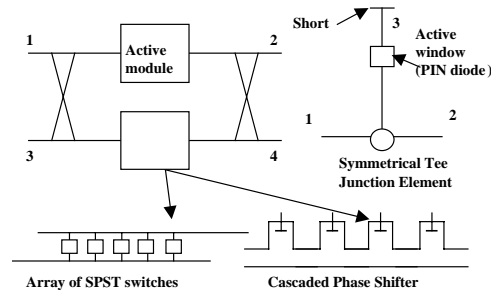 Short
3
1
2
Active
module
Active
window
(PIN diode)
3
4
1
2
Symmetrical Tee
Junction Element
Array of SPST switches
Cascaded Phase Shifter